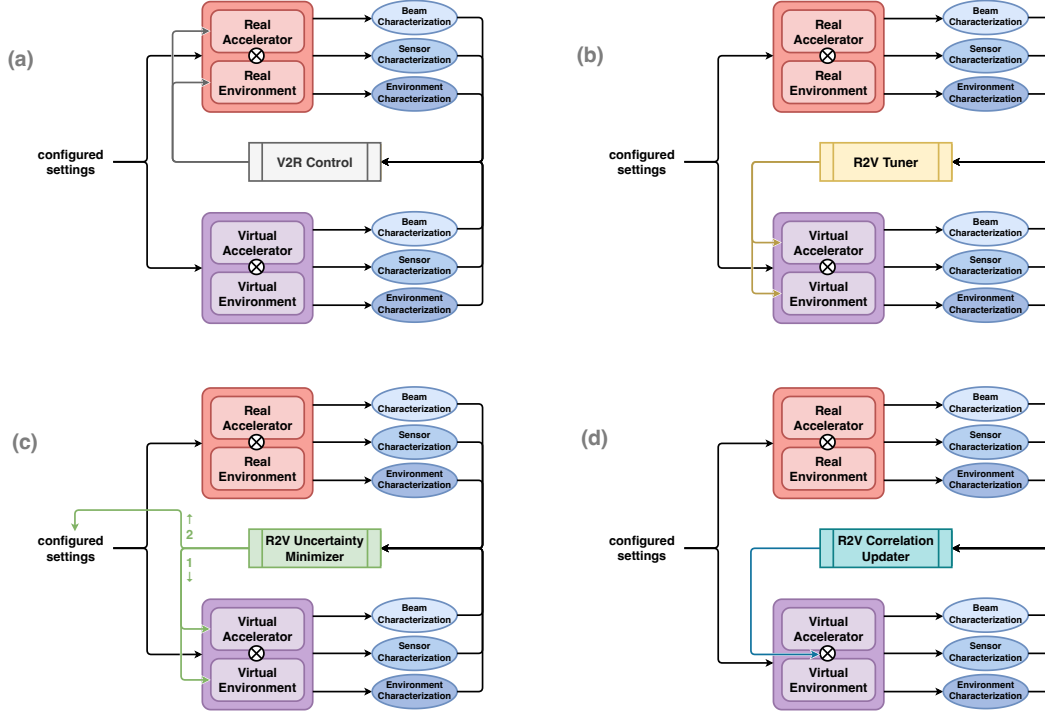 (a)
Real
Accelerator
Real
Environment
Beam
Characterization
Sensor
Characterization
Environment
Characterization
configured
settings
V2R Control
Virtual
Accelerator
Virtual
Environment
Beam
Characterization
Sensor
Characterization
Environment
Characterization
(b)
Real
Accelerator
Real
Environment
Beam
Characterization
Sensor
Characterization
Environment
Characterization
configured
settings
R2V Tuner
Virtual
Accelerator
Virtual
Environment
Beam
Characterization
Sensor
Characterization
Environment
Characterization
(c)
Real
Accelerator
Real
Environment
Beam
Characterization
Sensor
Characterization
Environment
Characterization
configured
settings
↑
2
1
↓
R2V Uncertainty
Minimizer
Virtual
Accelerator
Virtual
Environment
Beam
Characterization
Sensor
Characterization
Environment
Characterization
(d)
Real
Accelerator
Real
Environment
Beam
Characterization
Sensor
Characterization
Environment
Characterization
configured
settings
R2V Correlation
Updater
Virtual
Accelerator
Virtual
Environment
Beam
Characterization
Sensor
Characterization
Environment
Characterization